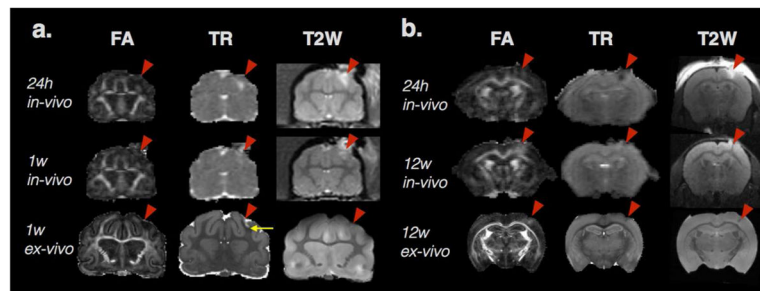 a.
FA TR T2W
24h
in-vivo
1w
in-vivo
1w
ex-vivo
b.
FA TR T2W
24h
in-vivo
12w
in-vivo
12w
ex-vivo